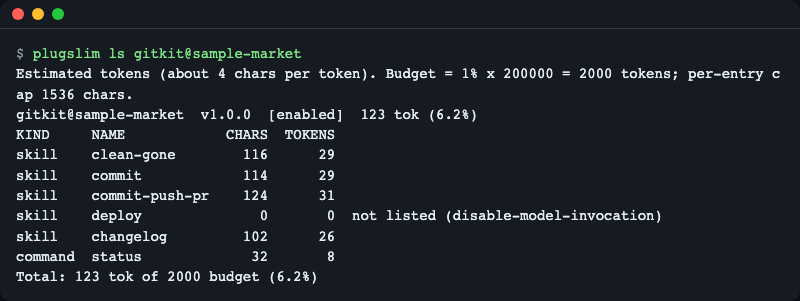 $ plugslim ls gitkit@sample-market
Estimated tokens (about 4 chars per token). Budget = 1% x 200000 = 2000 tokens; per-entry c
ap 1536 chars.
gitkit@sample-market  v1.0.0  [enabled]  123 tok (6.2%)
KIND     NAME            CHARS  TOKENS
skill    clean-gone        116      29
skill    commit            114      29
skill    commit-push-pr    124      31
skill    deploy              0       0  not listed (disable-model-invocation)
skill    changelog         102      26
command  status             32       8
Total: 123 tok of 2000 budget (6.2%)